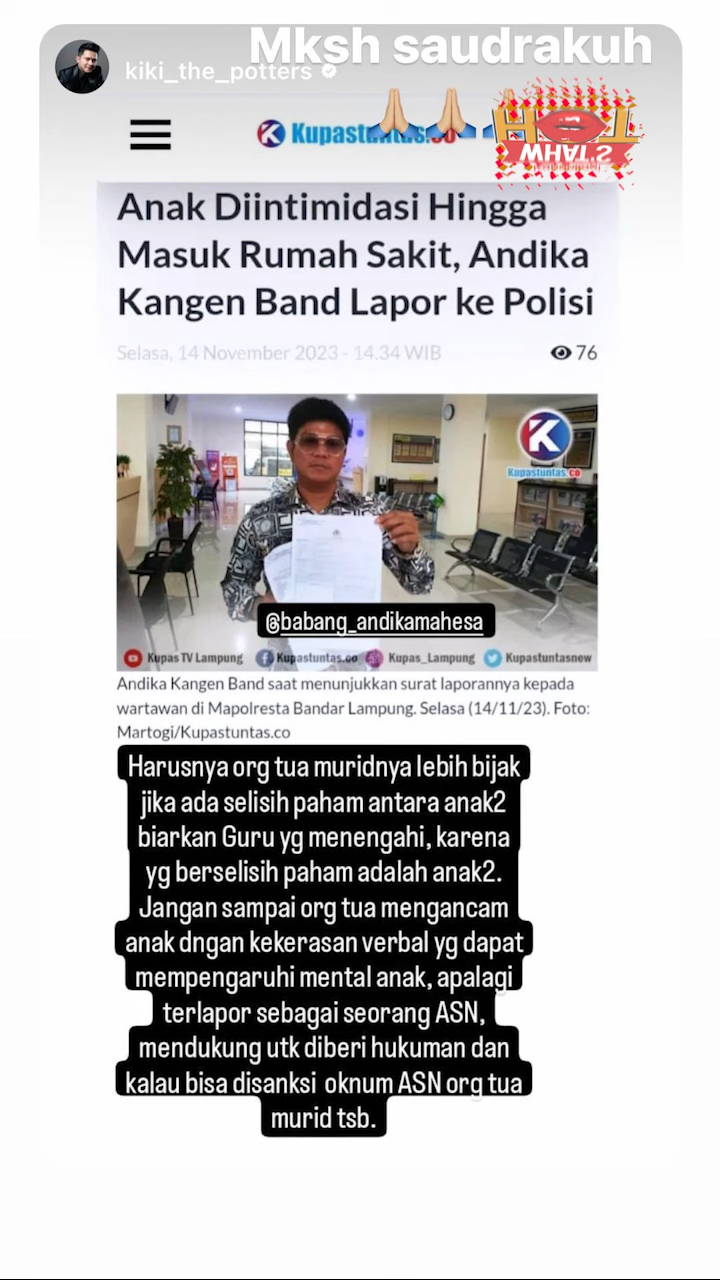 Mksh saudrakuh
kiki_the_potters
Kupastuntas.co
WHAT'S
HOT
Anak Diintimidasi Hingga
Masuk Rumah Sakit, Andika
Kangen Band Lapor ke Polisi
Selasa, 14 November 2023 - 14.34 WIB
76
Kupastuntas.co
@babang_andikamahesa
Kupas TV Lampung Kupastuntas.co Kupas_Lampung Kupastuntasnew
Andika Kangen Band saat menunjukkan surat laporannya kepada
wartawan di Mapolresta Bandar Lampung. Selasa (14/11/23). Foto:
Martogi/Kupastuntas.co
Harusnya org tua muridnya lebih bijak
jika ada selisih paham antara anak2
biarkan Guru yg menengahi, karena
yg berselisih paham adalah anak2.
Jangan sampai org tua mengancam
anak dngan kekerasan verbal yg dapat
mempengaruhi mental anak, apalagi
terlapor sebagai seorang ASN,
mendukung utk diberi hukuman dan
kalau bisa disanksi oknum ASN org tua
murid tsb.